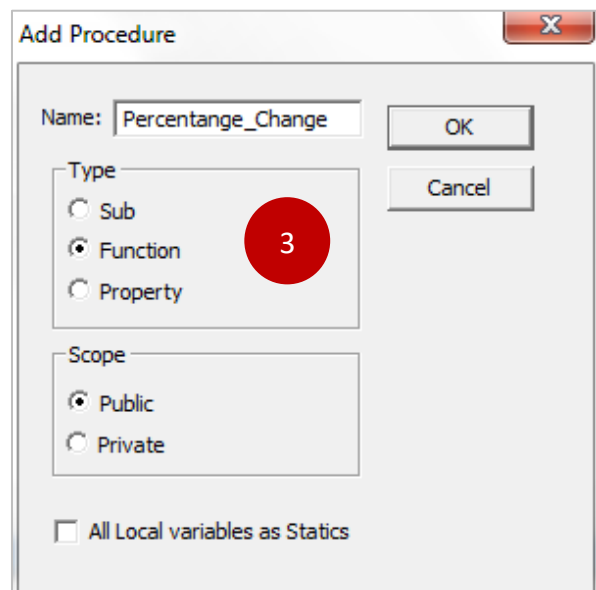 Add Procedure
X
Name: Percentange_Change
OK
Type
Cancel
Sub
Function
3
Property
Scope
Public
Private
All Local variables as Statics